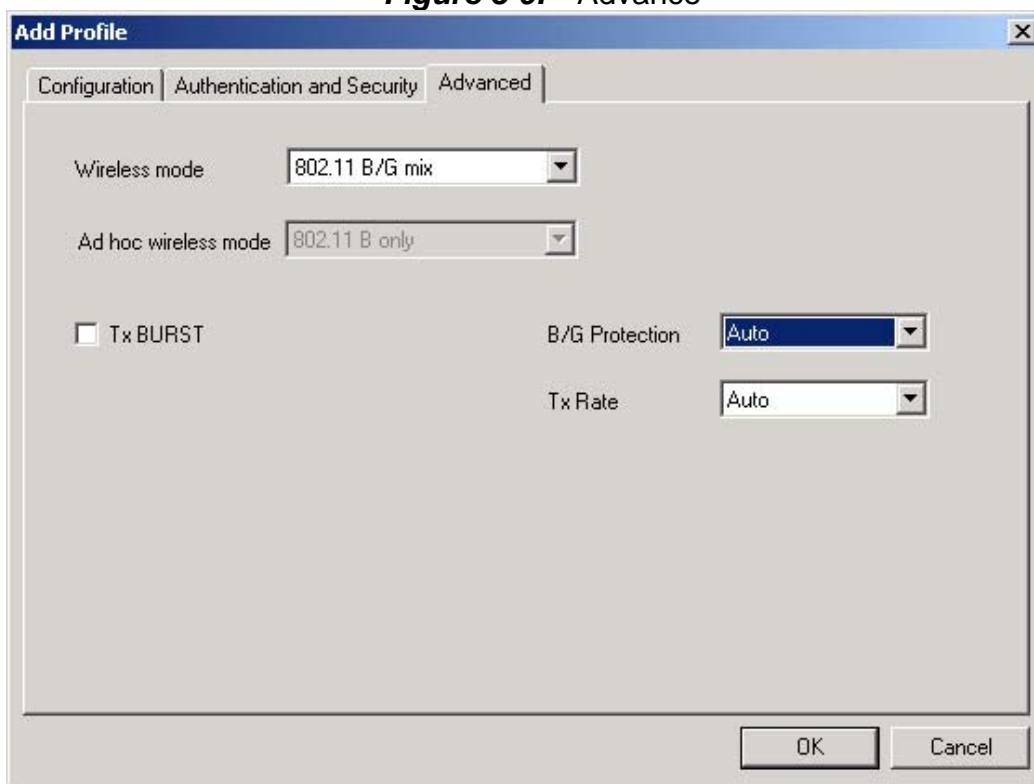 Advance
Add Profile
Configuration
Authentication and Security
Advanced
Wireless mode
802.11 B/G mix
Ad hoc wireless mode
802.11 B only
Tx BURST
B/G Protection
Auto
Tx Rate
Auto
OK
Cancel